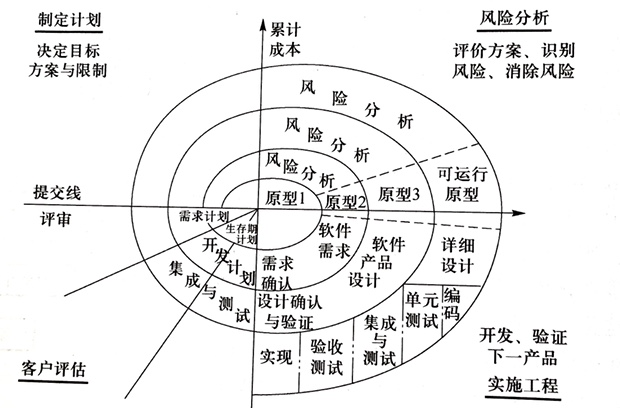 制定计划
决定目标
方案与限制
累计
成本
风险分析
评价方案、识别
风险、消除风险
风险分析
风险分析
风险分析
可运行
原型
原型1
原型2
原型3
提交线
评审
需求计划
生存期
计划
开发计划
集成与测试
软件
需求
软件
产品
设计
详细
设计
需求
确认
设计确认
与验证
单元
测试
编
码
集成
与
测试
验收
测试
实现
客户评估
开发、验证
下一产品
实施工程